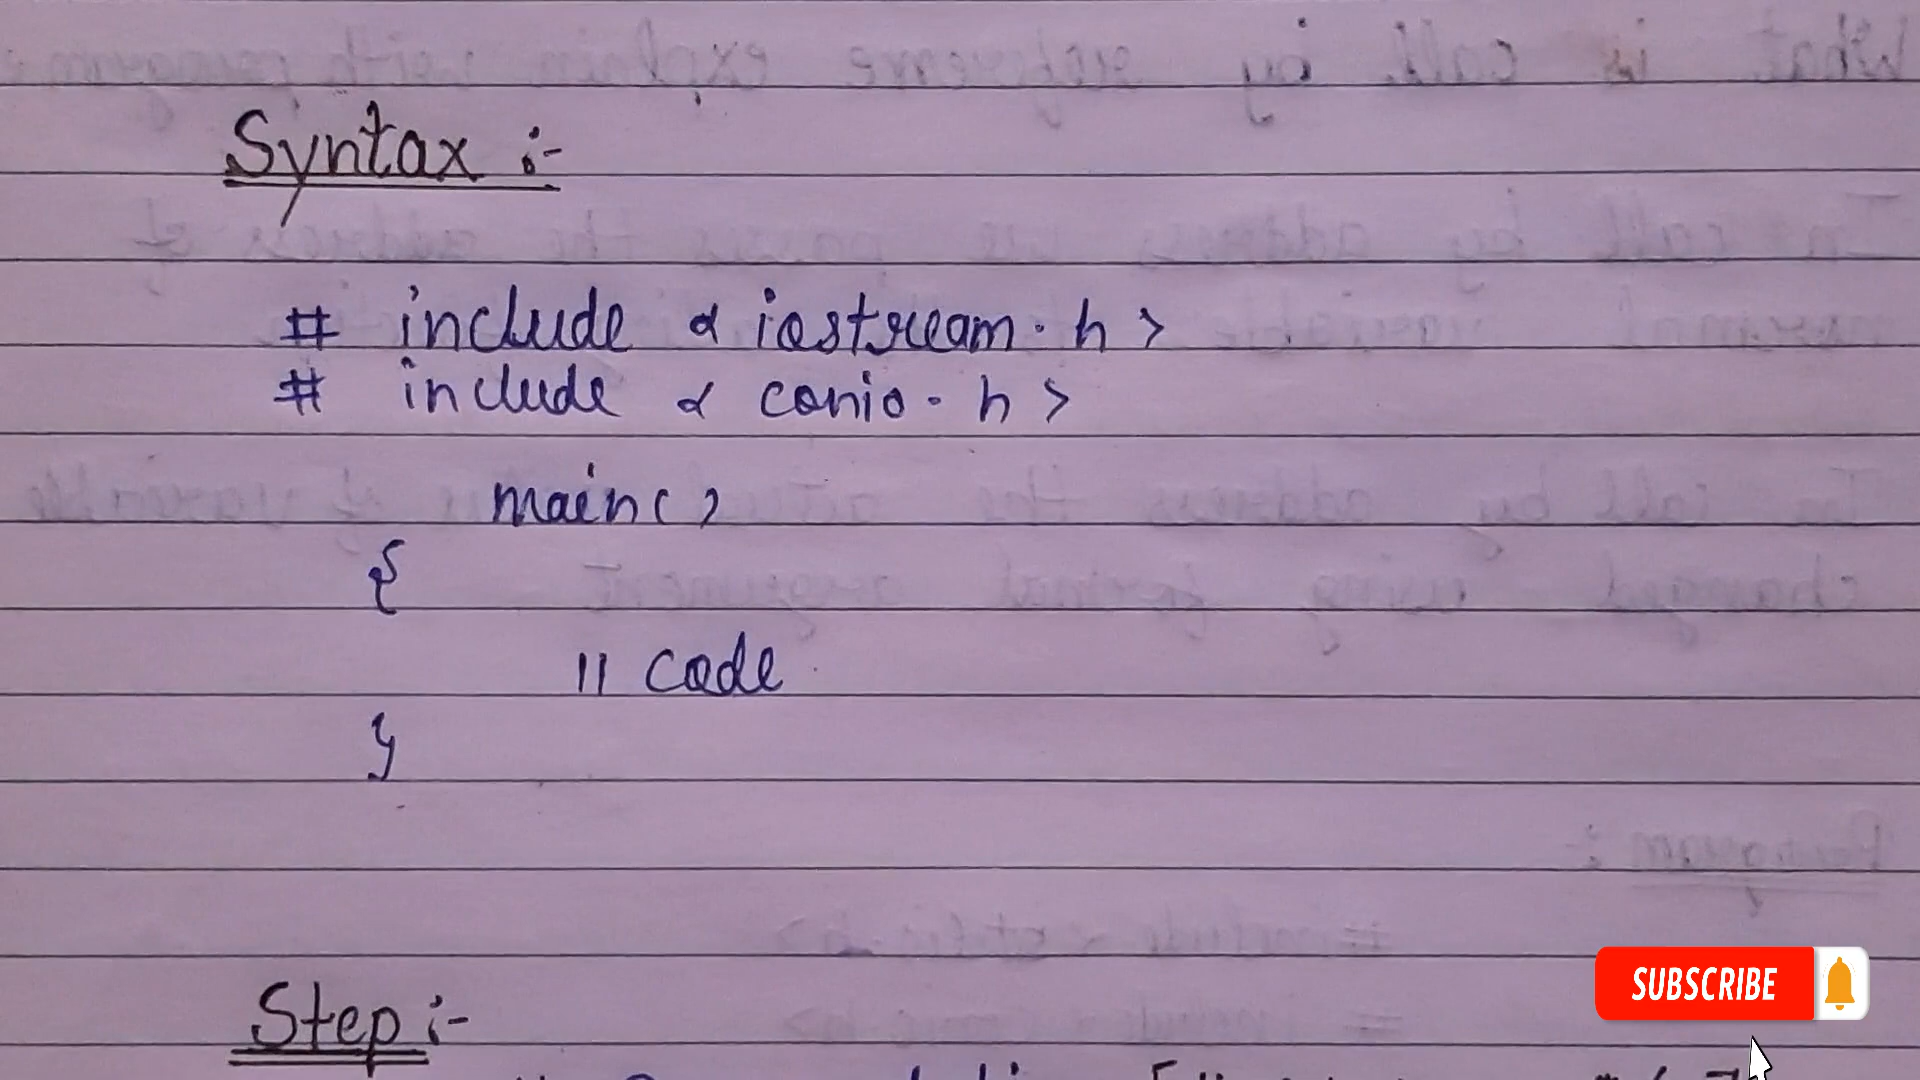 Syntax :-
# include < iostream.h >
# include < conio.h >
main()
{
// code
}
Step :-
SUBSCRIBE